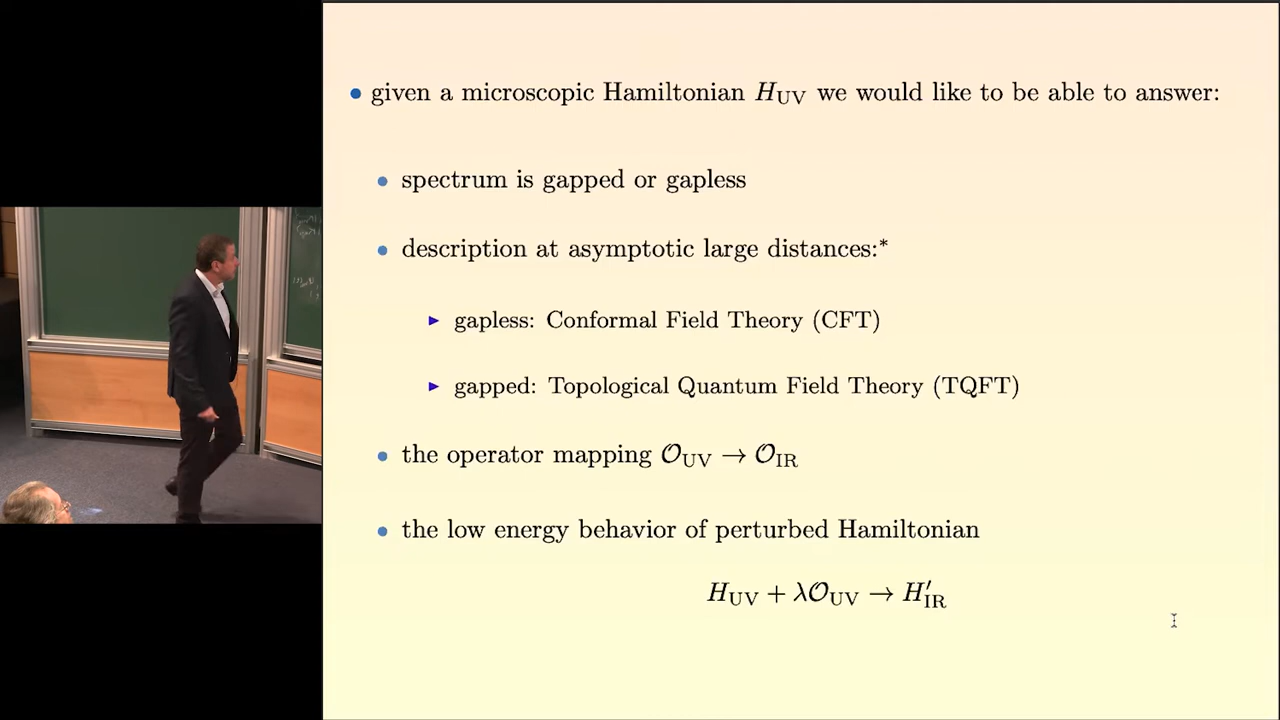 • given a microscopic Hamiltonian H_UV we would like to be able to answer:
• spectrum is gapped or gapless
• description at asymptotic large distances:*
▶ gapless: Conformal Field Theory (CFT)
▶ gapped: Topological Quantum Field Theory (TQFT)
• the operator mapping 𝒪_UV → 𝒪_IR
• the low energy behavior of perturbed Hamiltonian
H_UV + λ𝒪_UV → H′_IR